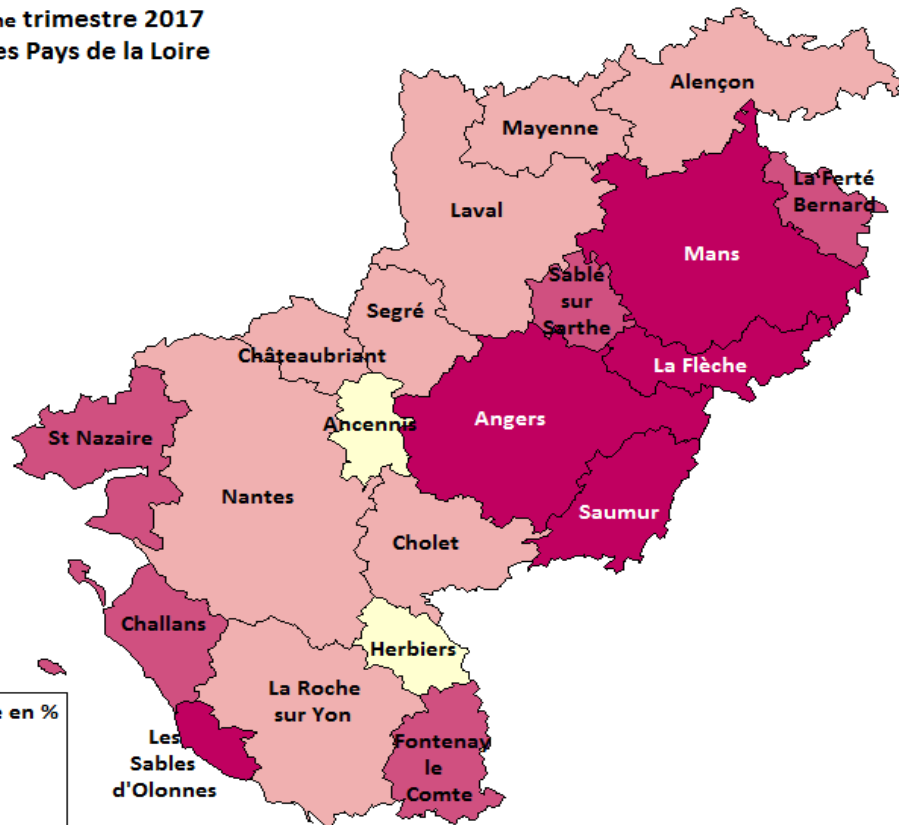 trimestre 2017
es Pays de la Loire
Alençon
Mayenne
La Ferté
Bernard
Laval
Mans
Sablé
sur
Sarthe
Segré
Châteaubriant
La Flèche
Ancennis
Angers
St Nazaire
Nantes
Saumur
Cholet
Challans
Herbiers
La Roche
sur Yon
e en %
Les
Sables
d'Olonnes
Fontenay
le
Comte